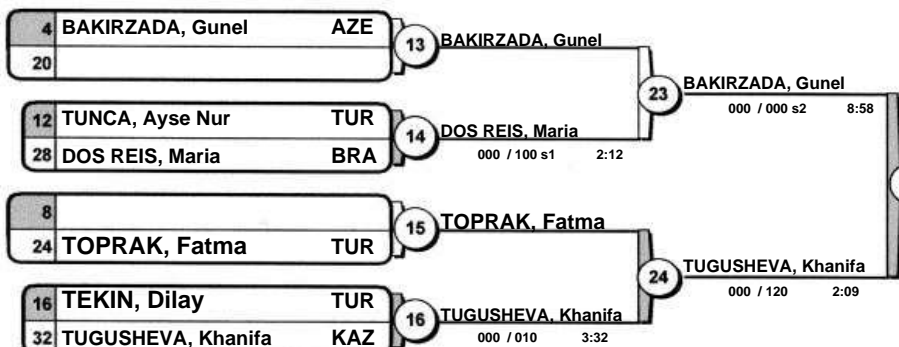 4 BAKIRZADA, Gunel AZE
20
13 BAKIRZADA, Gunel
12 TUNCA, Ayse Nur TUR
28 DOS REIS, Maria BRA
14 DOS REIS, Maria
000 / 100 s1 2:12
23 BAKIRZADA, Gunel
000 / 000 s2 8:58
8
24 TOPRAK, Fatma TUR
15 TOPRAK, Fatma
16 TEKIN, Dilay TUR
32 TUGUSHEVA, Khanifa KAZ
16 TUGUSHEVA, Khanifa
000 / 010 3:32
24 TUGUSHEVA, Khanifa
000 / 120 2:09